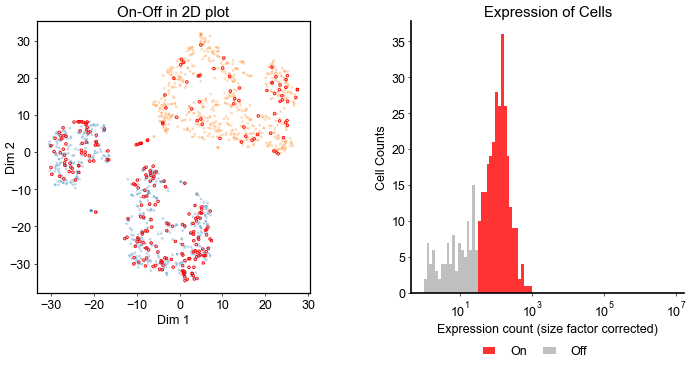 On-Off in 2D plot
Expression of Cells
30
20
10
0
−10
−20
−30
Dim 2
−30 −20 −10 0 10 20 30
Dim 1
35
30
25
20
15
10
5
0
Cell Counts
10^1 10^3 10^5 10^7
Expression count (size factor corrected)
On Off